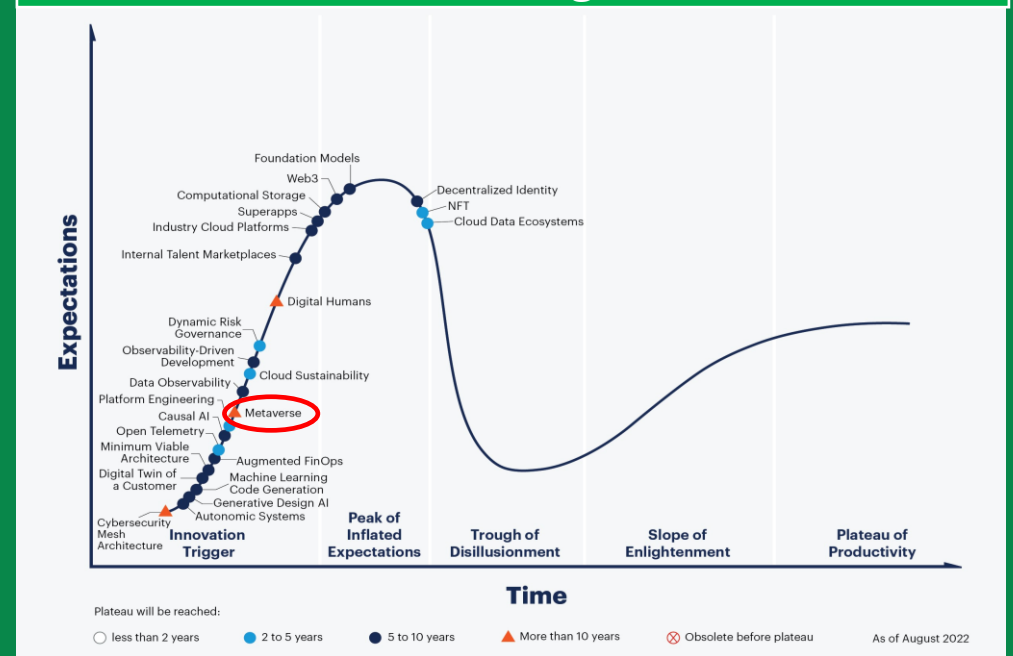 Foundation Models
Web3
Computational Storage
Superapps
Industry Cloud Platforms
Internal Talent Marketplaces
Decentralized Identity
NFT
Cloud Data Ecosystems
Digital Humans
Dynamic Risk
Governance
Observability-Driven
Development
Cloud Sustainability
Data Observability
Platform Engineering
Metaverse
Causal AI
Open Telemetry
Minimum Viable
Architecture
Augmented FinOps
Digital Twin of
a Customer
Machine Learning
Code Generation
Generative Design AI
Autonomic Systems
Cybersecurity
Mesh
Architecture
Expectations
Innovation
Trigger
Peak of
Inflated
Expectations
Trough of
Disillusionment
Slope of
Enlightenment
Plateau of
Productivity
Time
Plateau will be reached:
less than 2 years
2 to 5 years
5 to 10 years
More than 10 years
Obsolete before plateau
As of August 2022